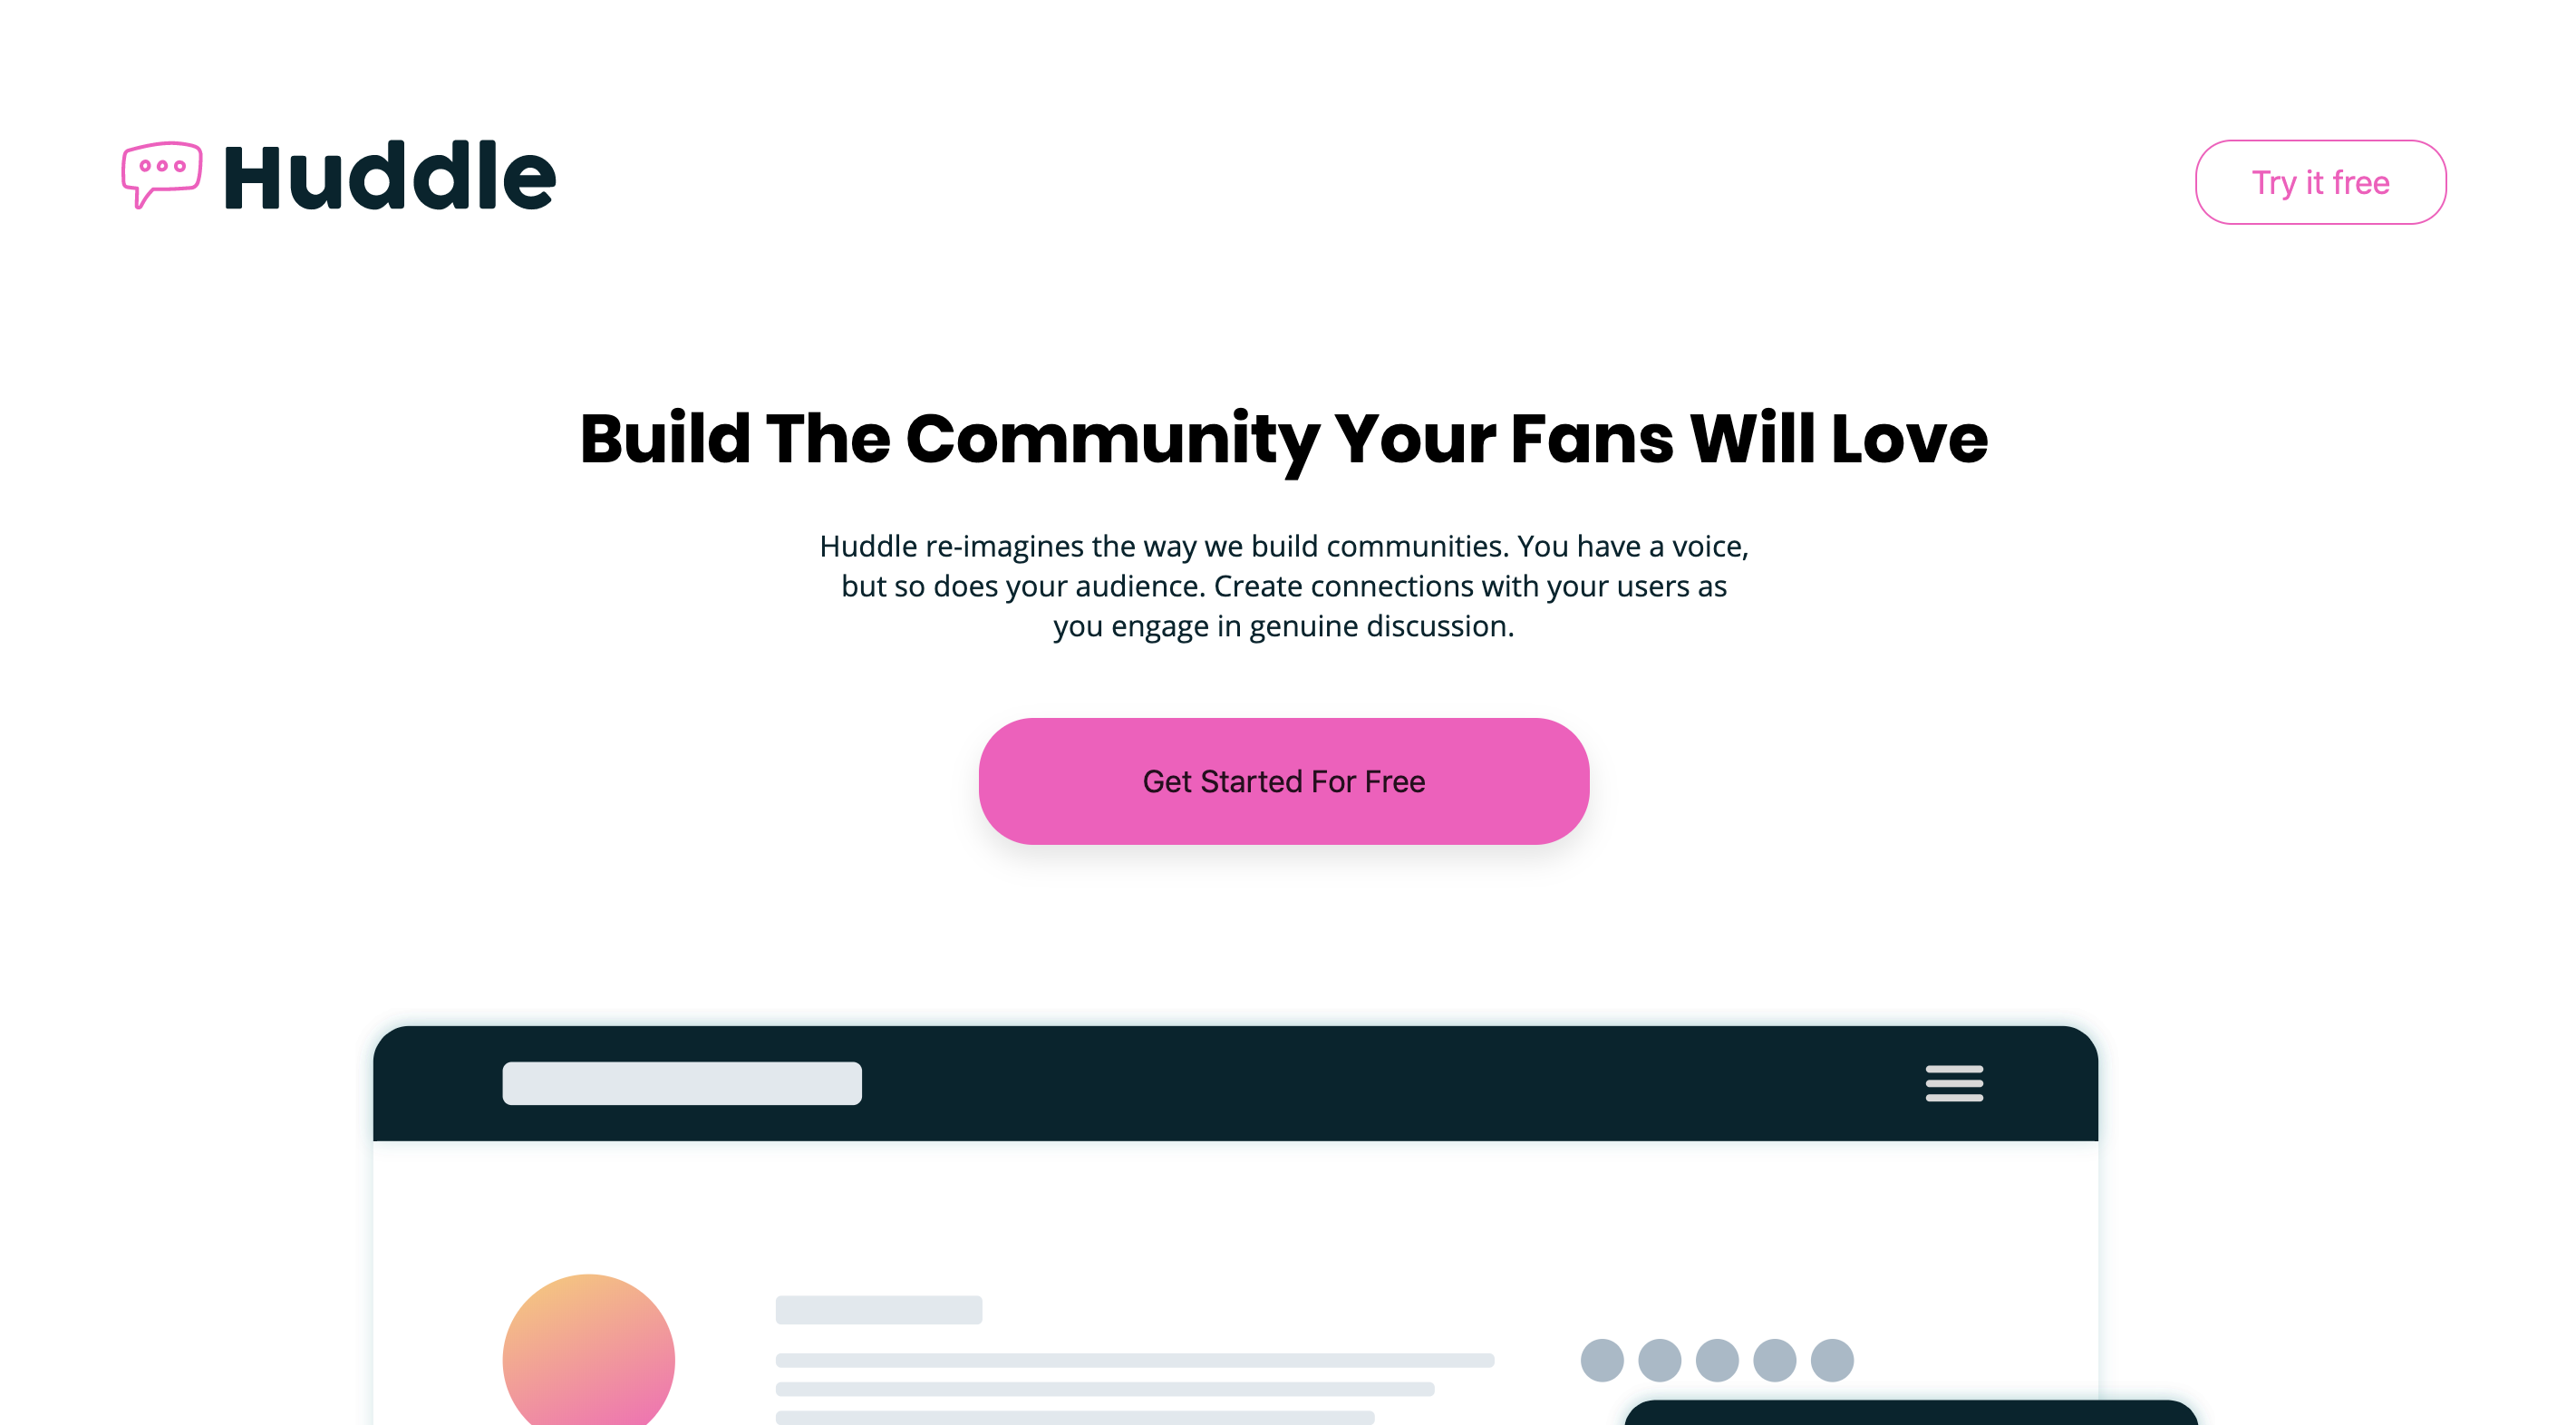 Huddle
Try it free
Build The Community Your Fans Will Love
Huddle re-imagines the way we build communities. You have a voice,
but so does your audience. Create connections with your users as
you engage in genuine discussion.
Get Started For Free